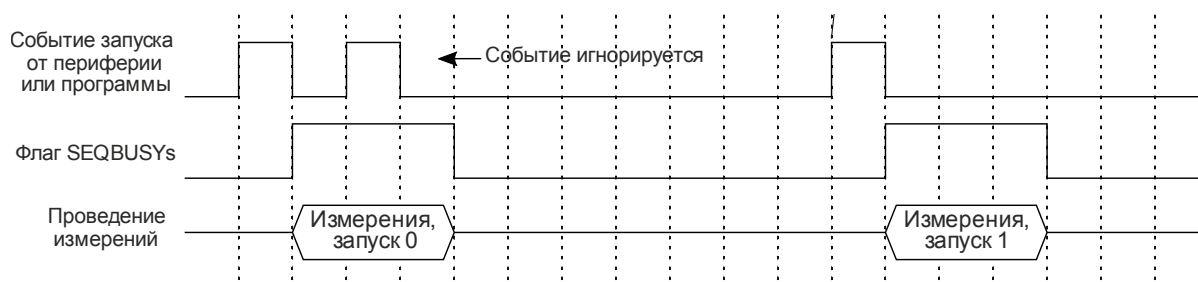 Событие запуска
от периферии
или программы
Событие игнорируется
Флаг SEQBUSYs
Проведение
измерений
Измерения,
запуск 0
Измерения,
запуск 1